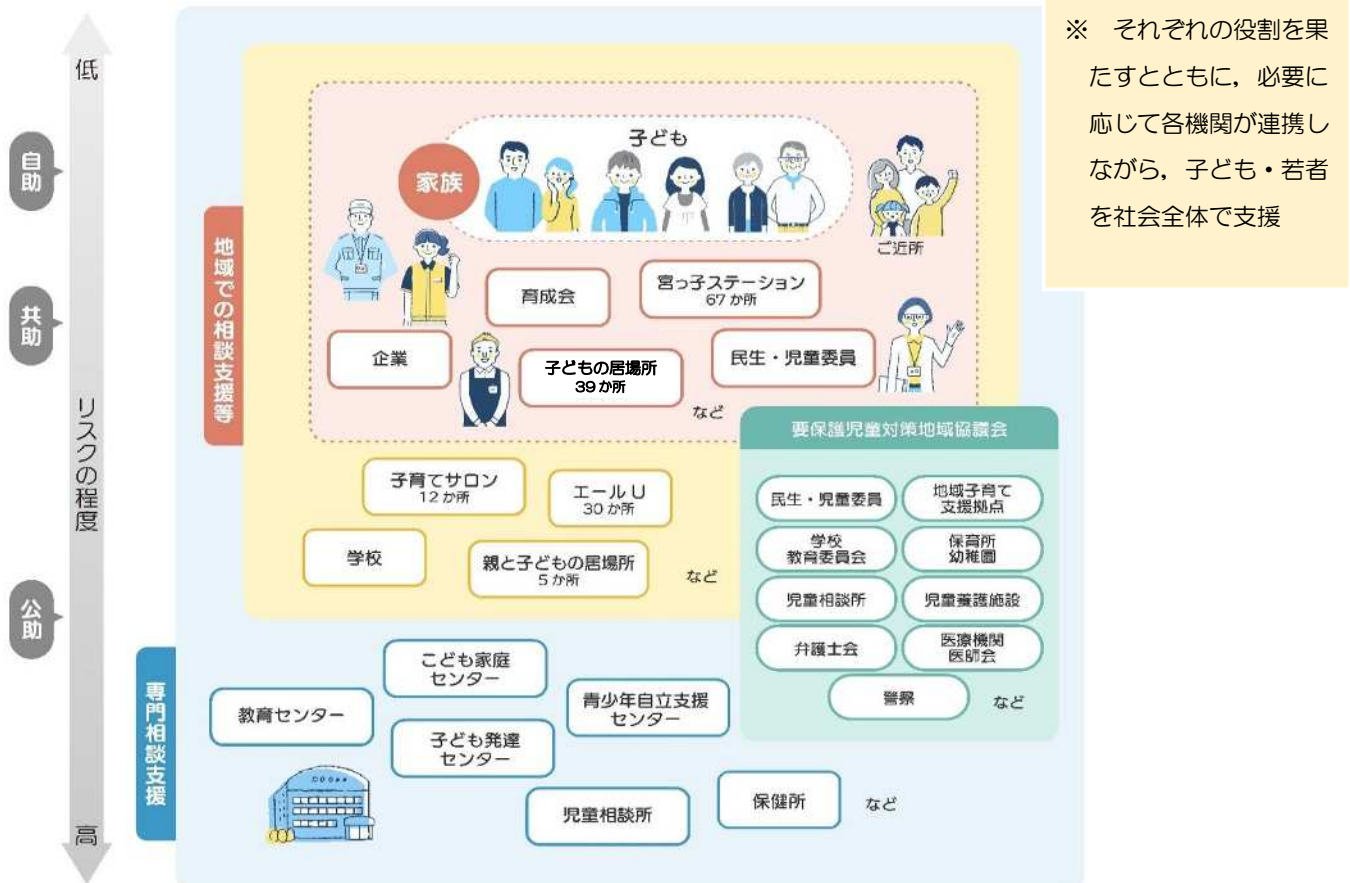 ※　それぞれの役割を果
たすとともに，必要に
応じて各機関が連携し
ながら，子ども・若者
を社会全体で支援
低
自助
共助
リスクの程度
公助
高
地域での相談支援等
子ども
家族
ご近所
育成会
宮っ子ステーション
67か所
企業
子どもの居場所
39か所
民生・児童委員
など
子育てサロン
12か所
エールU
30か所
学校
親と子どもの居場所
5か所
など
要保護児童対策地域協議会
民生・児童委員
地域子育て
支援拠点
学校
教育委員会
保育所
幼稚園
児童相談所
児童養護施設
弁護士会
医療機関
医師会
警察
など
専門相談支援
こども家庭
センター
教育センター
青少年自立支援
センター
子ども発達
センター
児童相談所
保健所
など